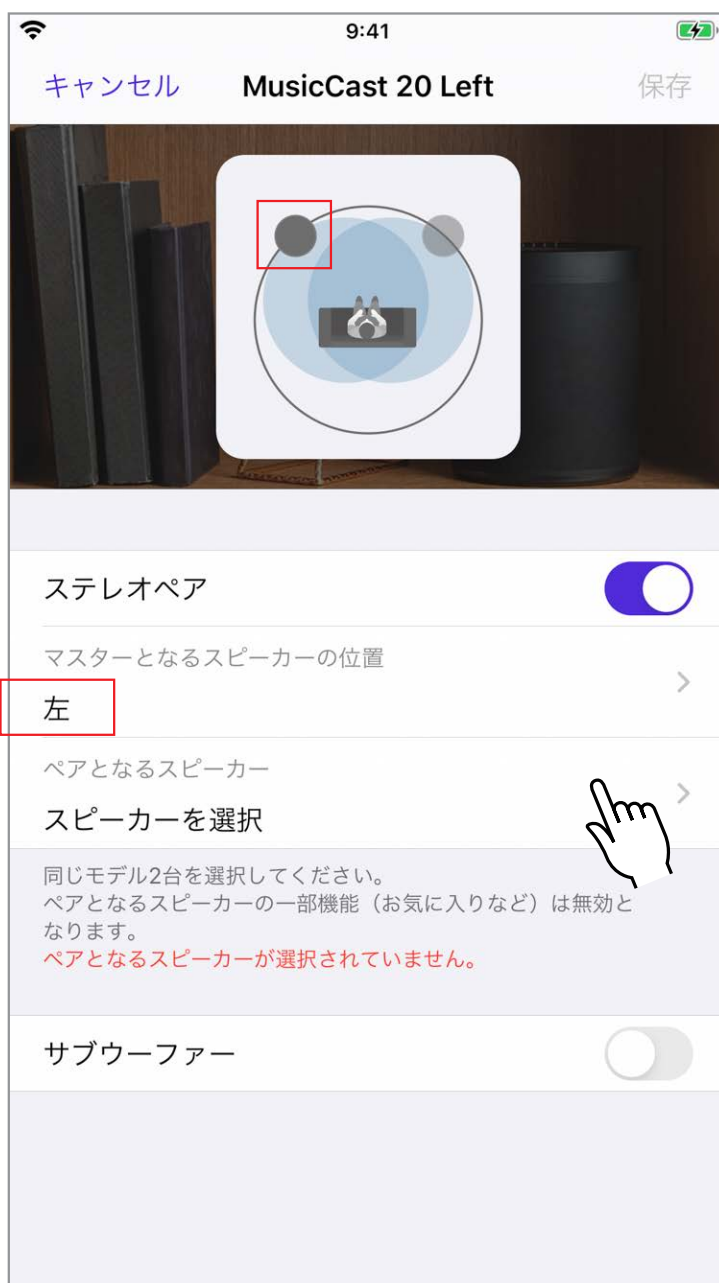 9:41
キャンセル MusicCast 20 Left 保存
ステレオペア
マスターとなるスピーカーの位置
左
ペアとなるスピーカー
スピーカーを選択
同じモデル2台を選択してください。
ペアとなるスピーカーの一部機能（お気に入りなど）は無効と
なります。
ペアとなるスピーカーが選択されていません。
サブウーファー